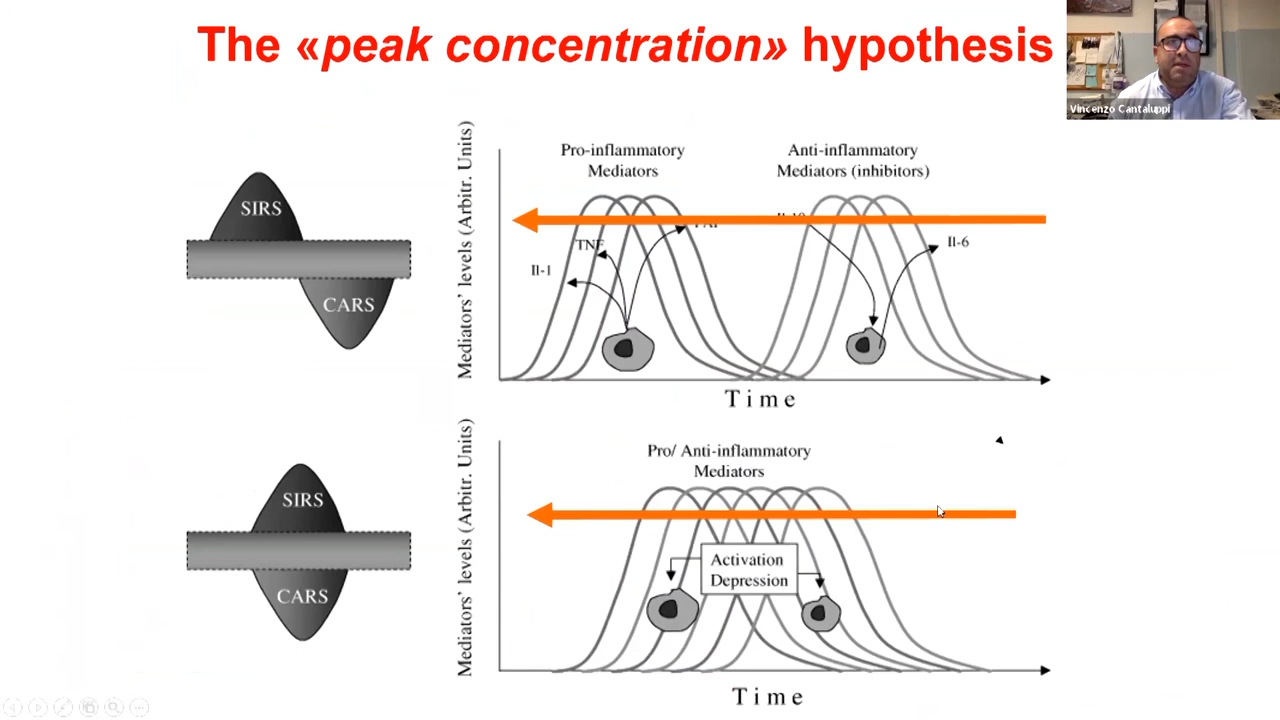 The «peak concentration» hypothesis
Vincenzo Cantaluppi
SIRS
CARS
Mediators' levels (Arbitr. Units)
Pro-inflammatory
Mediators
Anti-inflammatory
Mediators (inhibitors)
TNF
Il-1
Il-6
Time
SIRS
CARS
Mediators' levels (Arbitr. Units)
Pro/ Anti-inflammatory
Mediators
Activation
Depression
Time